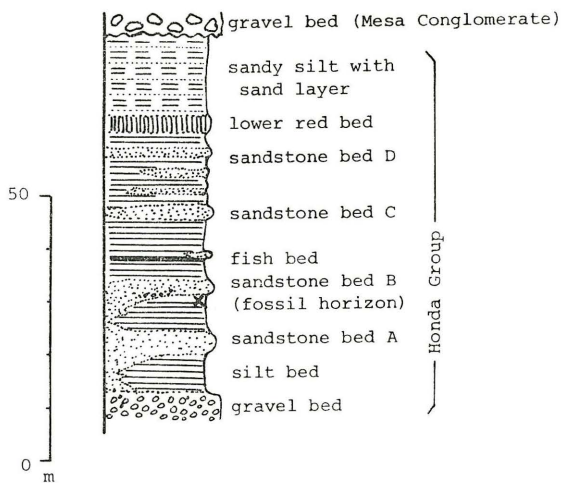 gravel bed (Mesa Conglomerate)
sandy silt with
sand layer
lower red bed
sandstone bed D
50
sandstone bed C
fish bed
sandstone bed B
(fossil horizon)
sandstone bed A
silt bed
gravel bed
0
m
Honda Group